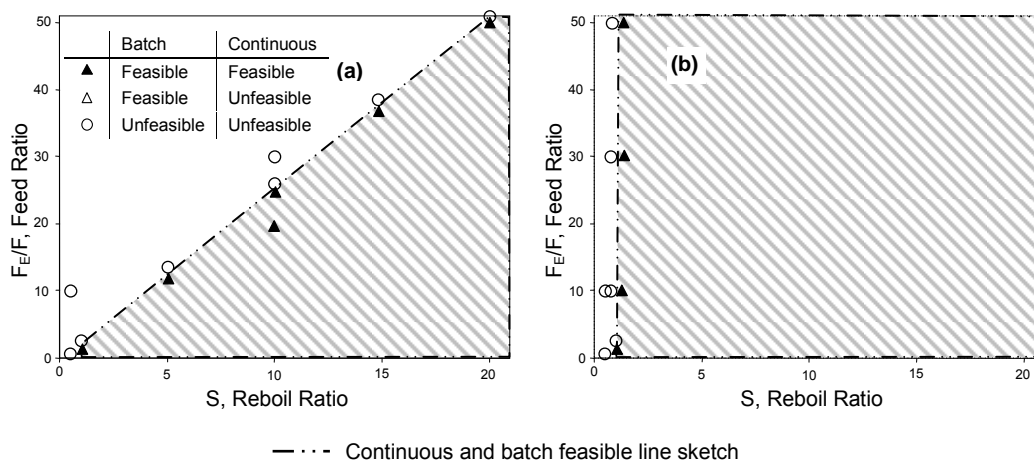 50
40
30
20
10
0
F_E/F, Feed Ratio
Batch Continuous
▲ Feasible Feasible
△ Feasible Unfeasible
○ Unfeasible Unfeasible
(a)
0 5 10 15 20
S, Reboil Ratio
50
40
30
20
10
0
F_E/F, Feed Ratio
(b)
0 5 10 15 20
S, Reboil Ratio
Continuous and batch feasible line sketch